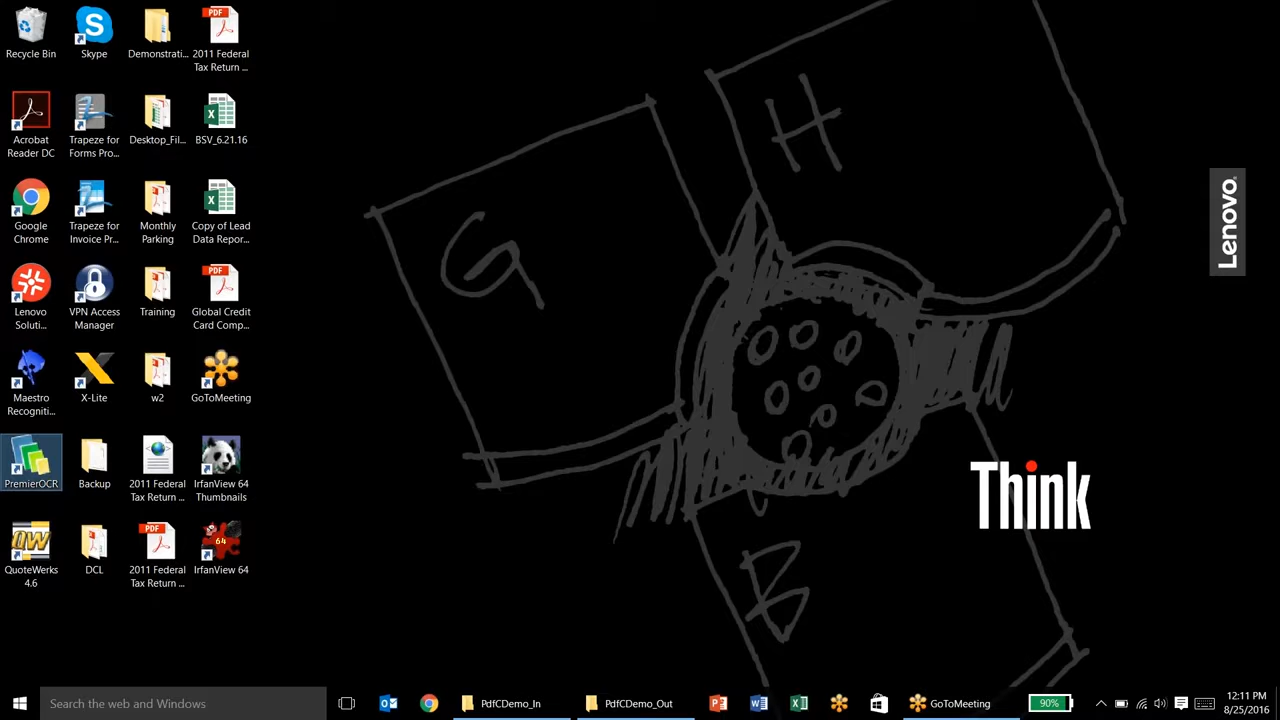 Recycle Bin
Skype
Demonstrati...
2011 Federal
Tax Return ...
Acrobat
Reader DC
Trapeze for
Forms Pro...
Desktop_Fil...
BSV_6.21.16
Google
Chrome
Trapeze for
Invoice Pr...
Monthly
Parking
Copy of Lead
Data Repor...
Lenovo
Soluti...
VPN Access
Manager
Training
Global Credit
Card Comp...
Maestro
Recogniti...
X-Lite
w2
GoToMeeting
PremierOCR
Backup
2011 Federal
Tax Return ...
IrfanView 64
Thumbnails
QuoteWerks
4.6
DCL
2011 Federal
Tax Return ...
IrfanView 64
PDF
PDF
PDF
QW
64
G
H
B
Lenovo
Think
Search the web and Windows
PdfCDemo_In
PdfCDemo_Out
GoToMeeting
90%
12:11 PM
8/25/2016